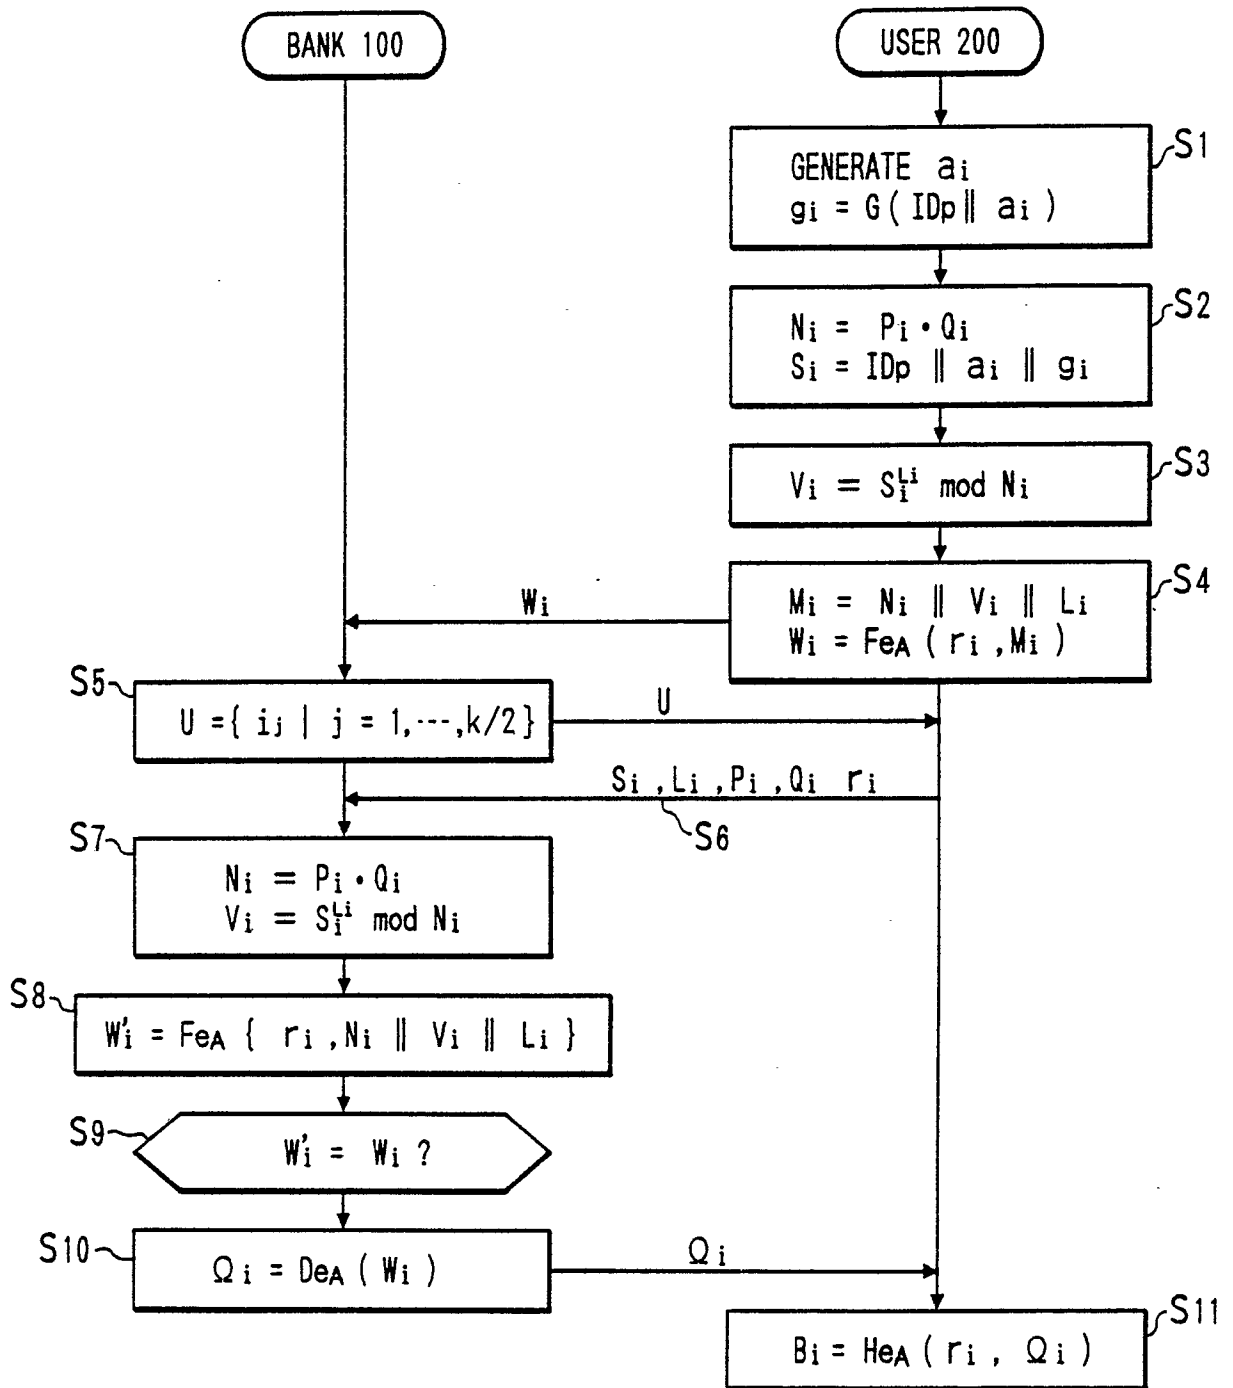 BANK 100
USER 200
S1
GENERATE ai
gi = G ( IDp ‖ ai )
S2
Ni = Pi · Qi
Si = IDp ‖ ai ‖ gi
S3
Vi = Si^Li mod Ni
S4
Mi = Ni ‖ Vi ‖ Li
Wi = FeA ( ri , Mi )
Wi
S5
U = { ij | j = 1, ---, k/2 }
U
Si , Li , Pi , Qi ri
S6
S7
Ni = Pi · Qi
Vi = Si^Li mod Ni
S8
W'i = FeA { ri , Ni ‖ Vi ‖ Li }
S9
W'i = Wi ?
S10
Ωi = DeA ( Wi )
Ωi
S11
Bi = HeA ( ri , Ωi )